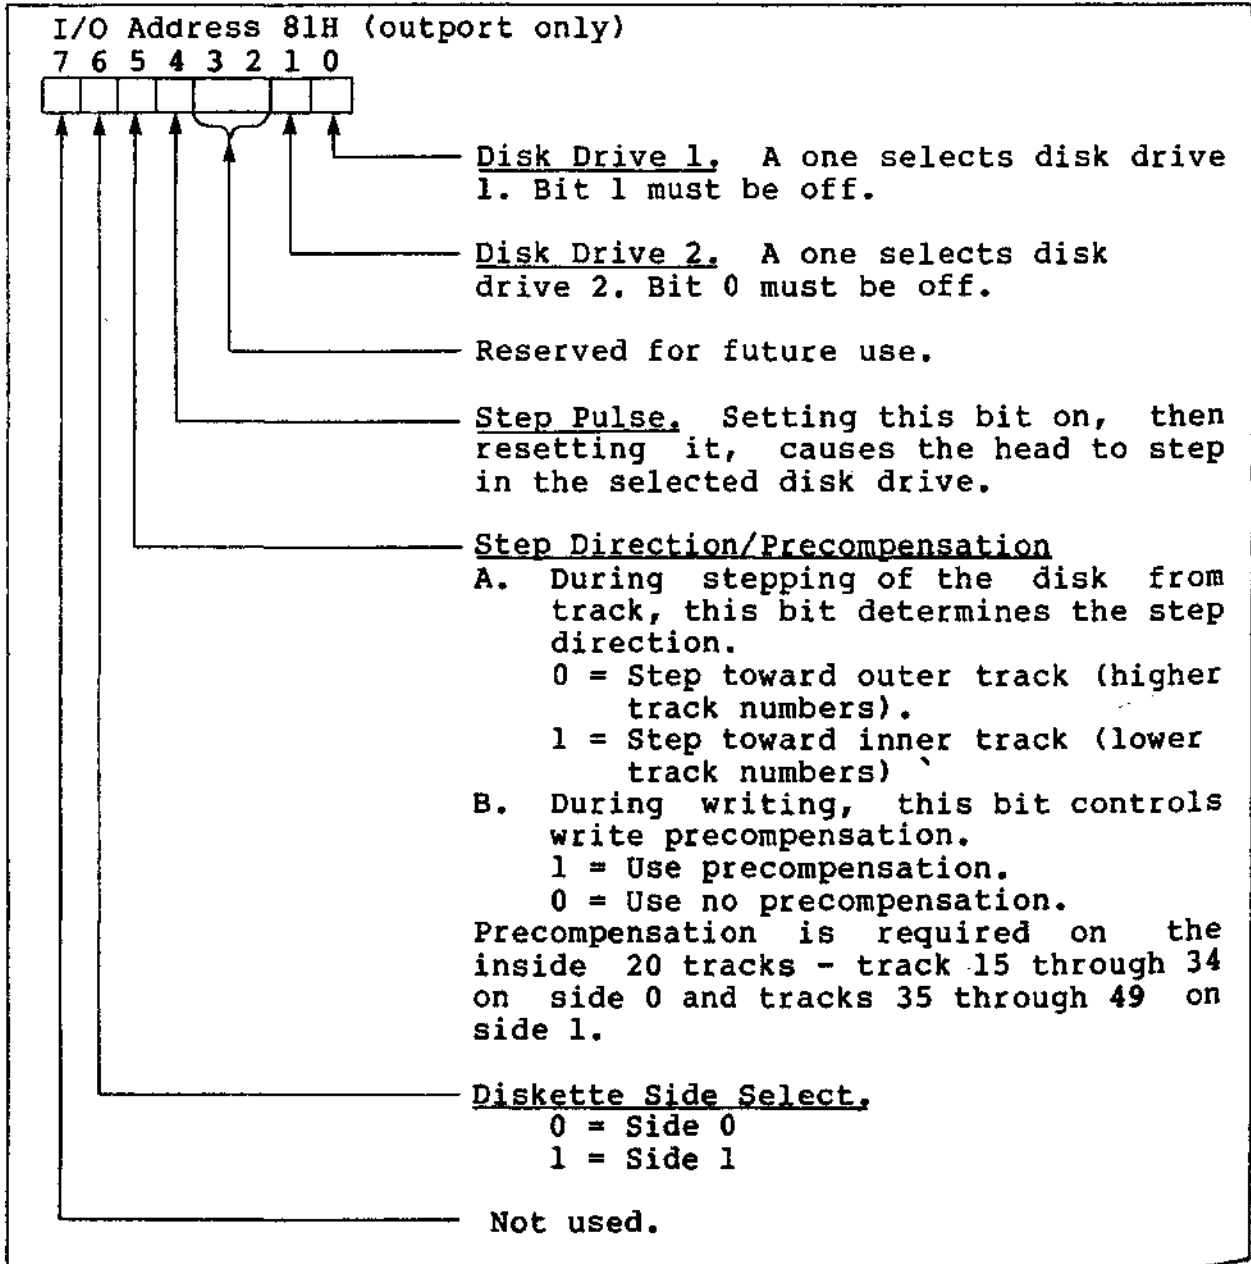 I/O Address 81H (outport only)
7 6 5 4 3 2 1 0
Disk Drive 1. A one selects disk drive
1. Bit 1 must be off.
Disk Drive 2. A one selects disk
drive 2. Bit 0 must be off.
Reserved for future use.
Step Pulse. Setting this bit on, then
resetting it, causes the head to step
in the selected disk drive.
Step Direction/Precompensation
A. During stepping of the disk from
track, this bit determines the step
direction.
0 = Step toward outer track (higher
track numbers).
1 = Step toward inner track (lower
track numbers)
B. During writing, this bit controls
write precompensation.
1 = Use precompensation.
0 = Use no precompensation.
Precompensation is required on the
inside 20 tracks - track 15 through 34
on side 0 and tracks 35 through 49 on
side 1.
Diskette Side Select.
0 = Side 0
1 = Side 1
Not used.